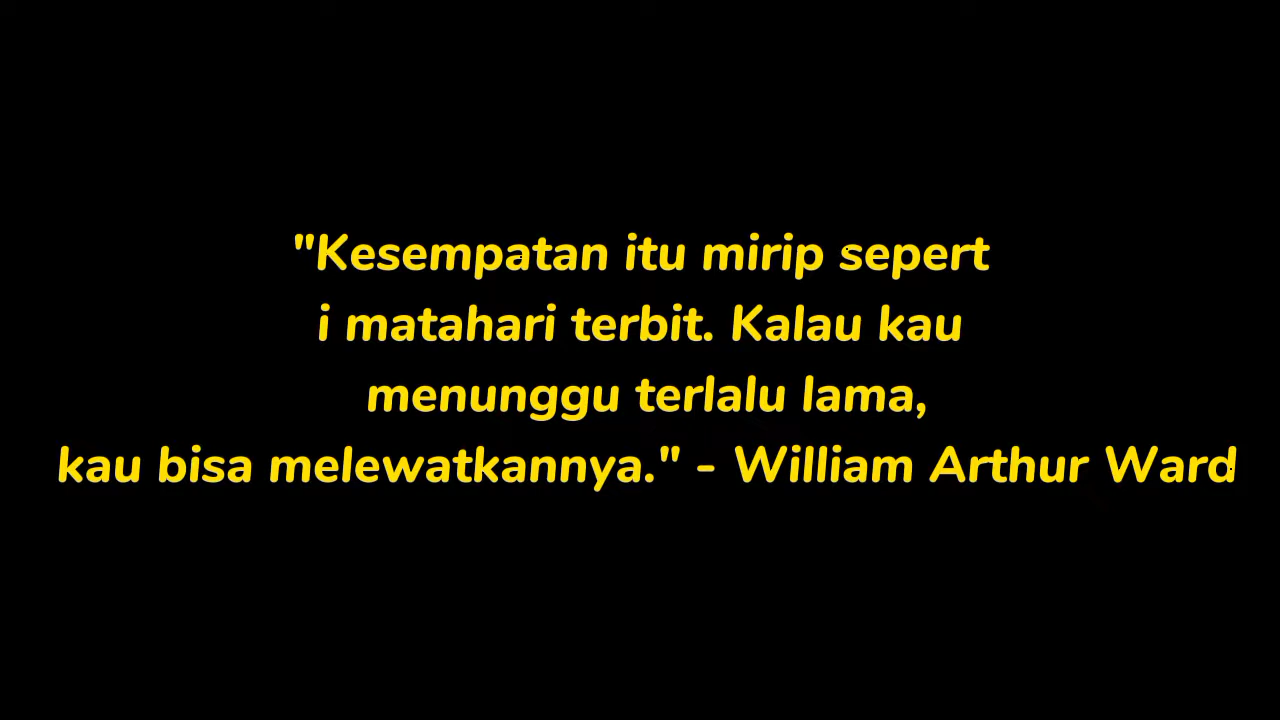 "Kesempatan itu mirip sepert
i matahari terbit. Kalau kau
menunggu terlalu lama,
kau bisa melewatkannya." - William Arthur Ward